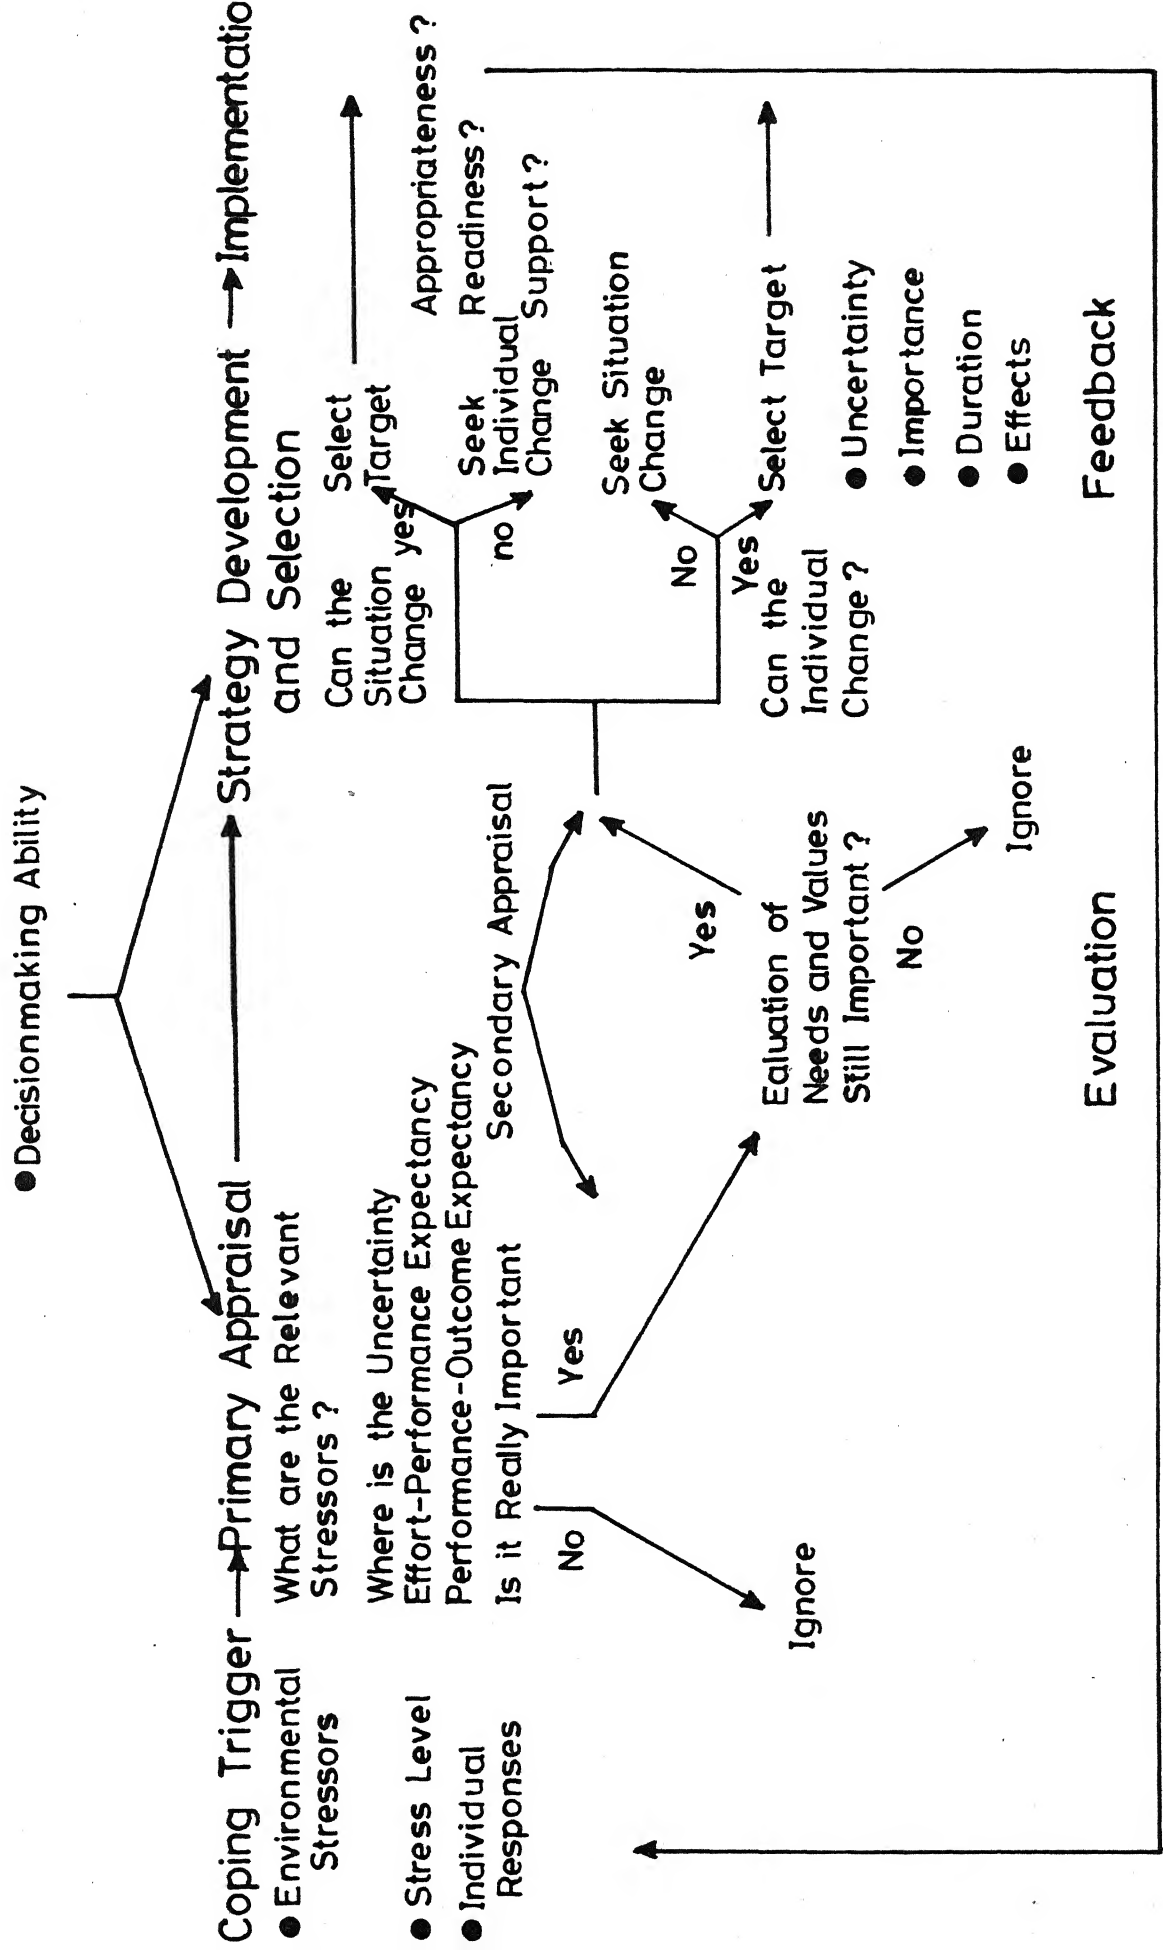 ●Decisionmaking Ability
Coping Trigger
● Environmental
Stressors
● Stress Level
● Individual
Responses
Primary Appraisal
What are the Relevant
Stressors?
Where is the Uncertainty
Effort-Performance Expectancy
Performance-Outcome Expectancy
Is it Really Important
No
Yes
Ignore
Secondary Appraisal
Ealuation of
Needs and Values
Still Important?
Yes
No
Ignore
Strategy Development
and Selection
Can the
Situation
Change
yes
no
Select
Target
Seek
Individual
Change
Seek Situation
Change
No
Yes
Can the
Individual
Change?
Select Target
● Uncertainty
● Importance
● Duration
● Effects
Implementatio
Appropriateness?
Readiness?
Support?
Evaluation
Feedback